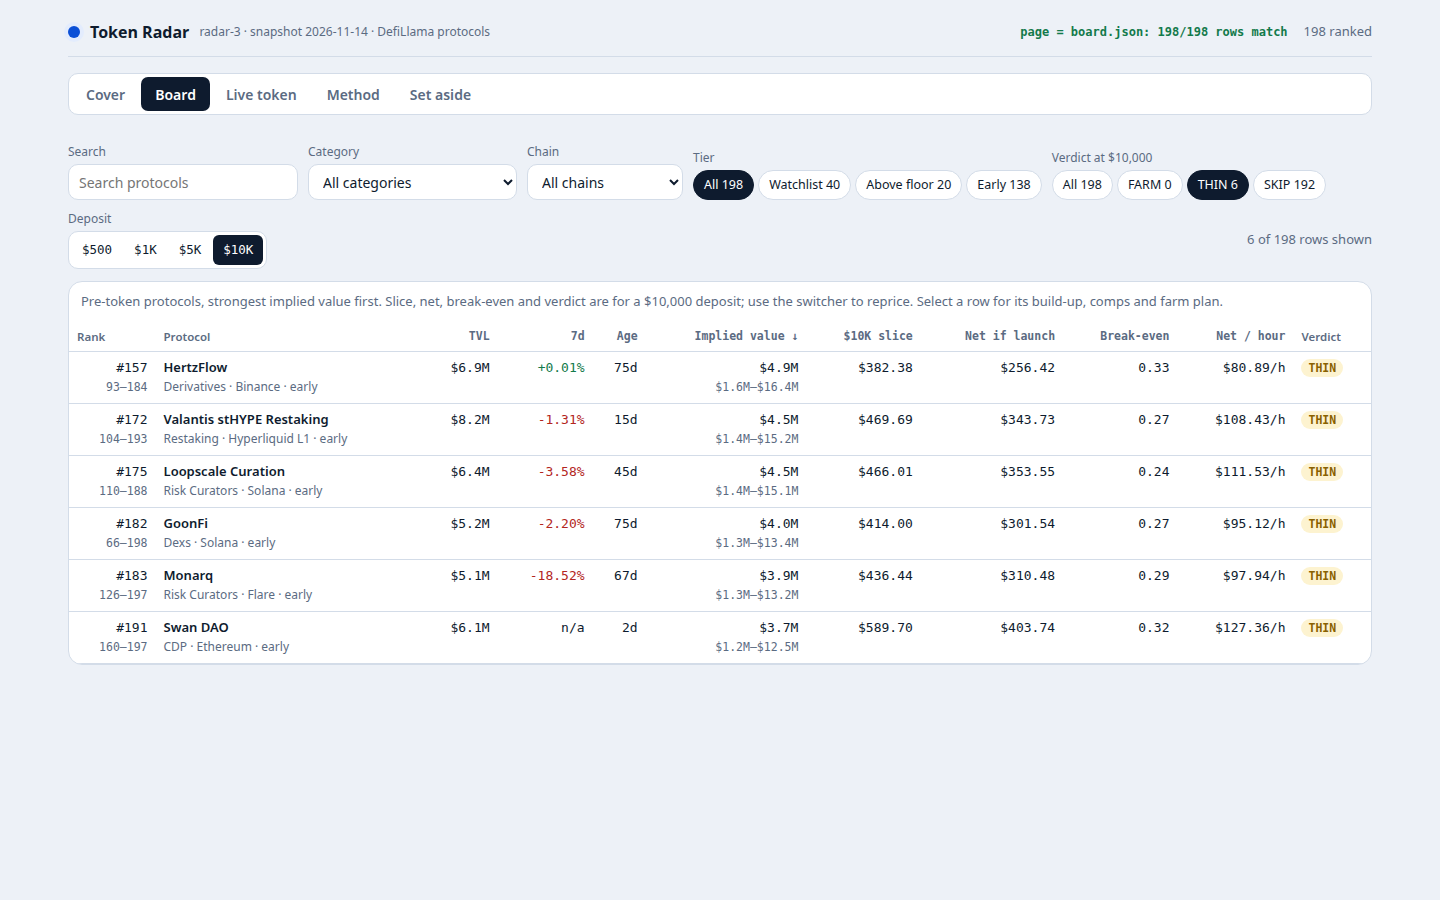 Token Radar radar-3 · snapshot 2026-11-14 · DefiLlama protocols page = board.json: 198/198 rows match 198 ranked
Cover Board Live token Method Set aside
Search Category Chain Tier Verdict at $10,000
Search protocols All categories All chains All 198 Watchlist 40 Above floor 20 Early 138 All 198 FARM 0 THIN 6 SKIP 192
Deposit
$500 $1K $5K $10K 6 of 198 rows shown
Pre-token protocols, strongest implied value first. Slice, net, break-even and verdict are for a $10,000 deposit; use the switcher to reprice. Select a row for its build-up, comps and farm plan.
Rank Protocol TVL 7d Age Implied value ↓ $10K slice Net if launch Break-even Net / hour Verdict
#157 HertzFlow $6.9M +0.01% 75d $4.9M $382.38 $256.42 0.33 $80.89/h THIN
93–184 Derivatives · Binance · early $1.6M–$16.4M
#172 Valantis stHYPE Restaking $8.2M -1.31% 15d $4.5M $469.69 $343.73 0.27 $108.43/h THIN
104–193 Restaking · Hyperliquid L1 · early $1.4M–$15.2M
#175 Loopscale Curation $6.4M -3.58% 45d $4.5M $466.01 $353.55 0.24 $111.53/h THIN
110–188 Risk Curators · Solana · early $1.4M–$15.1M
#182 GoonFi $5.2M -2.20% 75d $4.0M $414.00 $301.54 0.27 $95.12/h THIN
66–198 Dexs · Solana · early $1.3M–$13.4M
#183 Monarq $5.1M -18.52% 67d $3.9M $436.44 $310.48 0.29 $97.94/h THIN
126–197 Risk Curators · Flare · early $1.3M–$13.2M
#191 Swan DAO $6.1M n/a 2d $3.7M $589.70 $403.74 0.32 $127.36/h THIN
160–197 CDP · Ethereum · early $1.2M–$12.5M